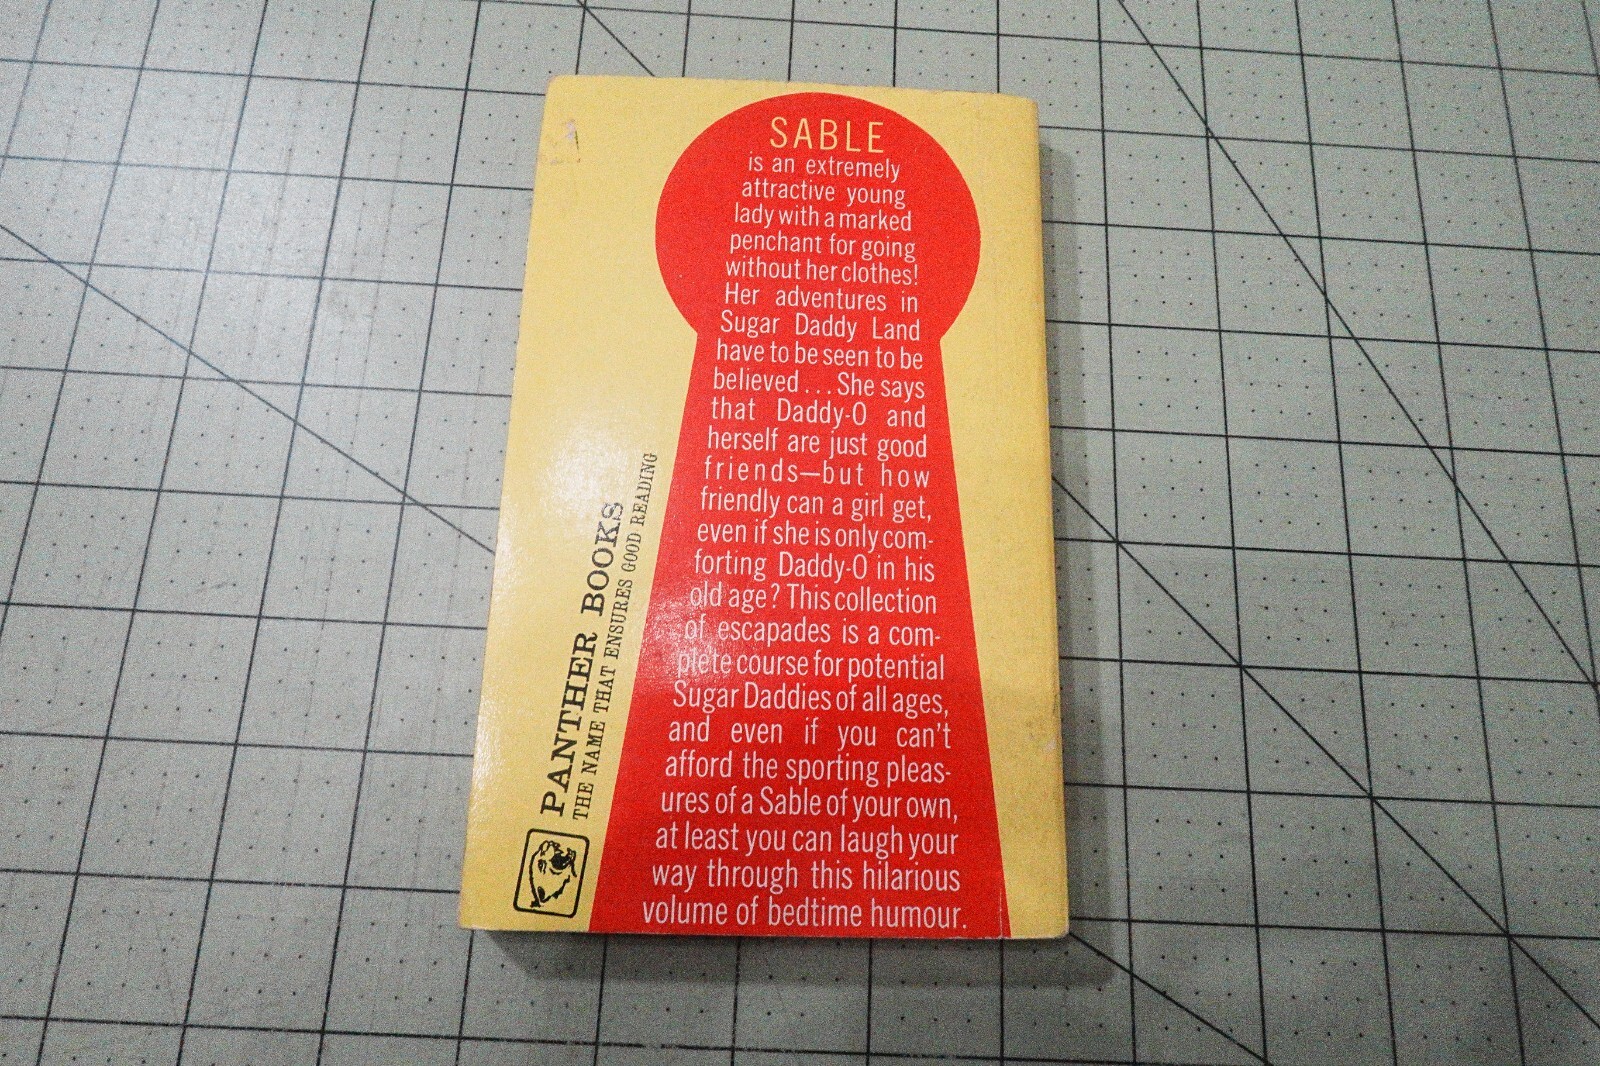 SABLE
is an extremely
attractive young
lady with a marked
penchant for going
without her clothes!
Her adventures in
Sugar Daddy Land
have to be seen to be
believed ... She says
that Daddy-O and
herself are just good
friends—but how
friendly can a girl get,
even if she is only com-
forting Daddy-O in his
old age? This collection
of escapades is a com-
plete course for potential
Sugar Daddies of all ages,
and even if you can't
afford the sporting pleas-
ures of a Sable of your own,
at least you can laugh your
way through this hilarious
volume of bedtime humour.
PANTHER BOOKS
THE NAME THAT ENSURES GOOD READING